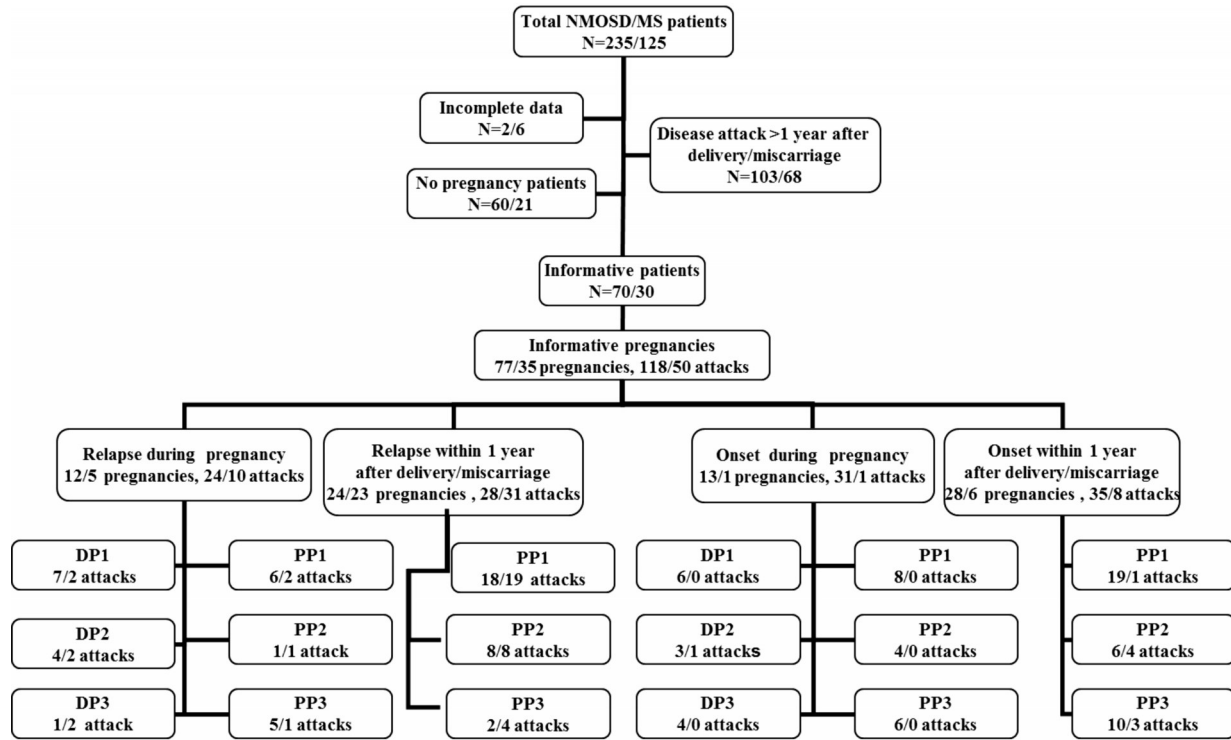 Total NMOSD/MS patients
N=235/125
Incomplete data
N=2/6
Disease attack >1 year after
delivery/miscarriage
N=103/68
No pregnancy patients
N=60/21
Informative patients
N=70/30
Informative pregnancies
77/35 pregnancies, 118/50 attacks
Relapse during pregnancy
12/5 pregnancies, 24/10 attacks
Relapse within 1 year
after delivery/miscarriage
24/23 pregnancies , 28/31 attacks
Onset during pregnancy
13/1 pregnancies, 31/1 attacks
Onset within 1 year
after delivery/miscarriage
28/6 pregnancies , 35/8 attacks
DP1
7/2 attacks
PP1
6/2 attacks
PP1
18/19 attacks
DP1
6/0 attacks
PP1
8/0 attacks
PP1
19/1 attacks
DP2
4/2 attacks
PP2
1/1 attack
PP2
8/8 attacks
DP2
3/1 attacks
PP2
4/0 attacks
PP2
6/4 attacks
DP3
1/2 attack
PP3
5/1 attacks
PP3
2/4 attacks
DP3
4/0 attacks
PP3
6/0 attacks
PP3
10/3 attacks